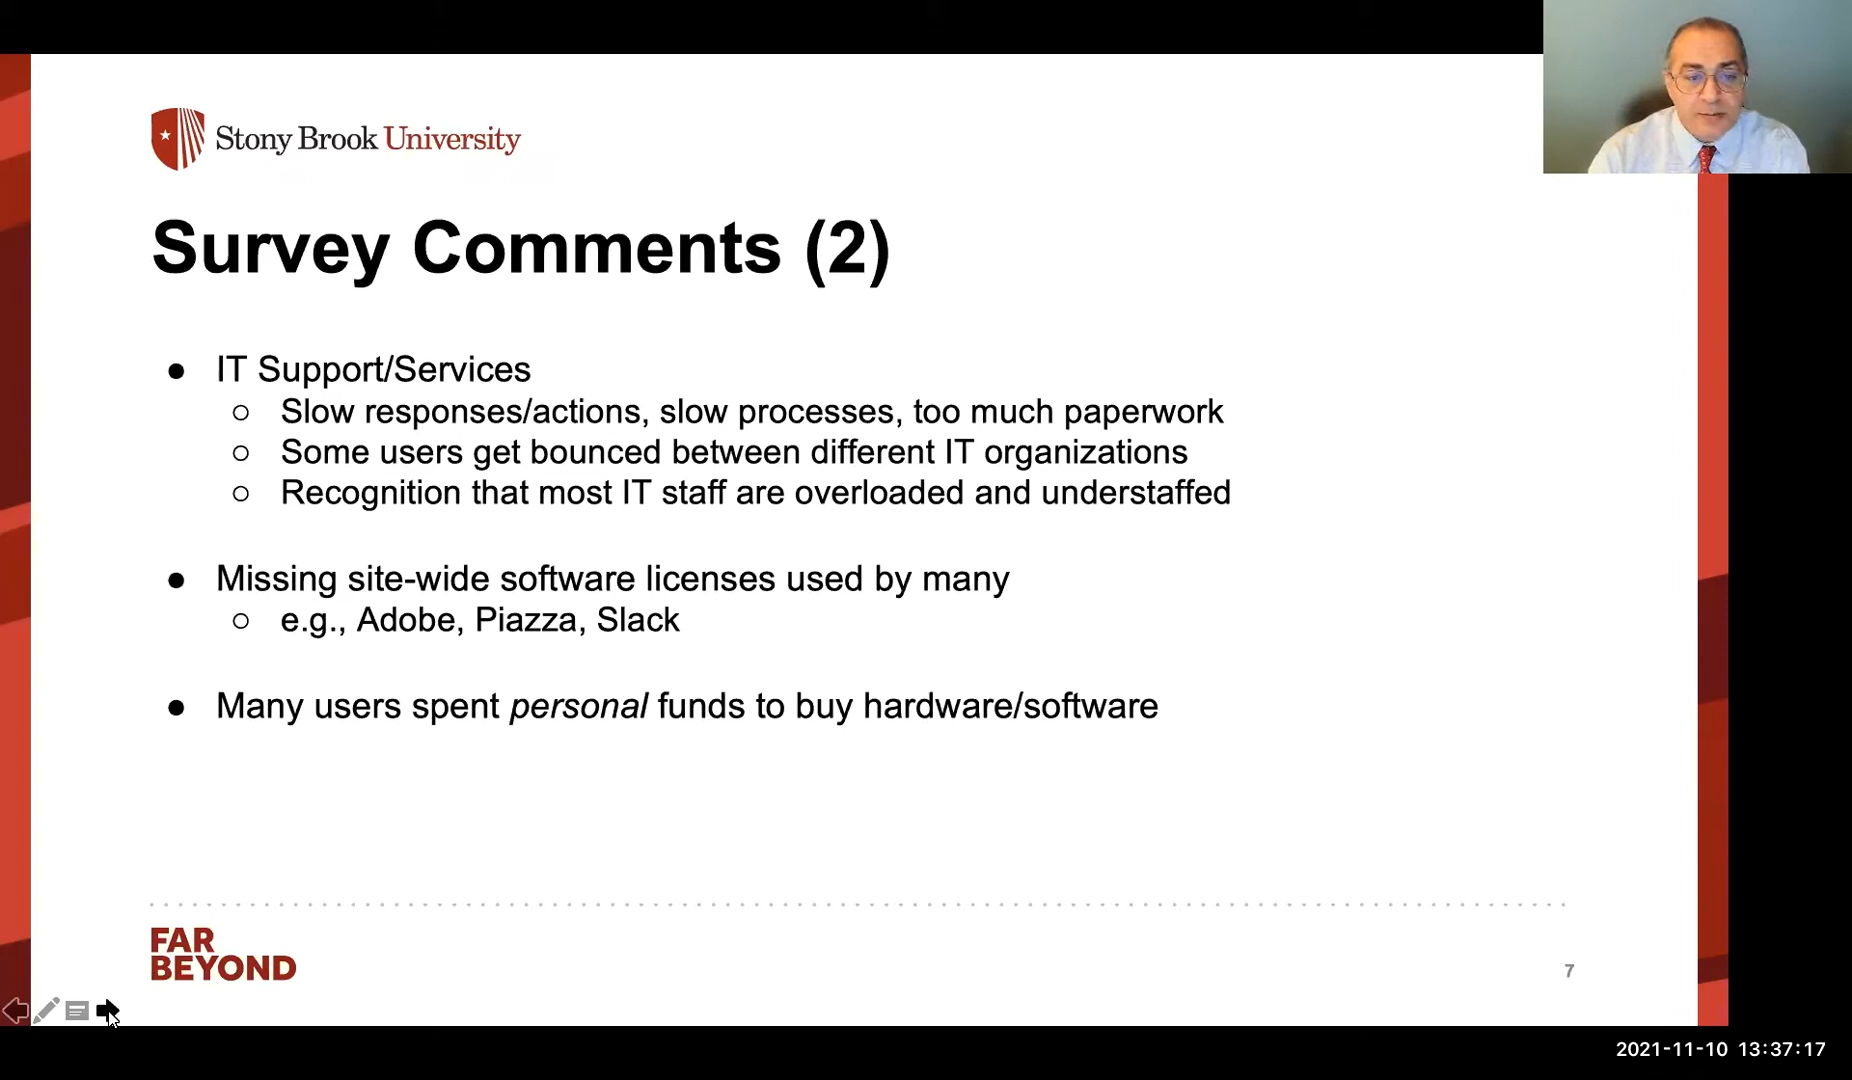 Stony Brook University
Survey Comments (2)
● IT Support/Services
○ Slow responses/actions, slow processes, too much paperwork
○ Some users get bounced between different IT organizations
○ Recognition that most IT staff are overloaded and understaffed
● Missing site-wide software licenses used by many
○ e.g., Adobe, Piazza, Slack
● Many users spent personal funds to buy hardware/software
FAR
BEYOND
7
2021-11-10 13:37:17